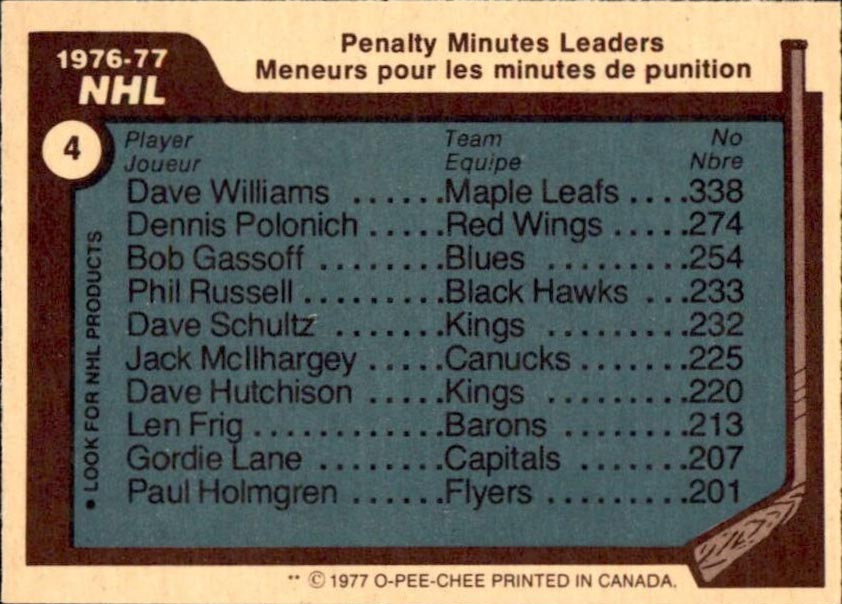 1976-77
NHL
Penalty Minutes Leaders
Meneurs pour les minutes de punition
4
Player Team No
Joueur Equipe Nbre
Dave Williams ......Maple Leafs ....338
Dennis Polonich .....Red Wings .....274
Bob Gassoff ........Blues .........254
Phil Russell .........Black Hawks ...233
Dave Schultz .......Kings .........232
Jack McIlhargey .....Canucks .......225
Dave Hutchison .....Kings .........220
Len Frig ............Barons ........213
Gordie Lane ........Capitals .......207
Paul Holmgren ......Flyers .........201
• LOOK FOR NHL PRODUCTS
** © 1977 O-PEE-CHEE PRINTED IN CANADA.